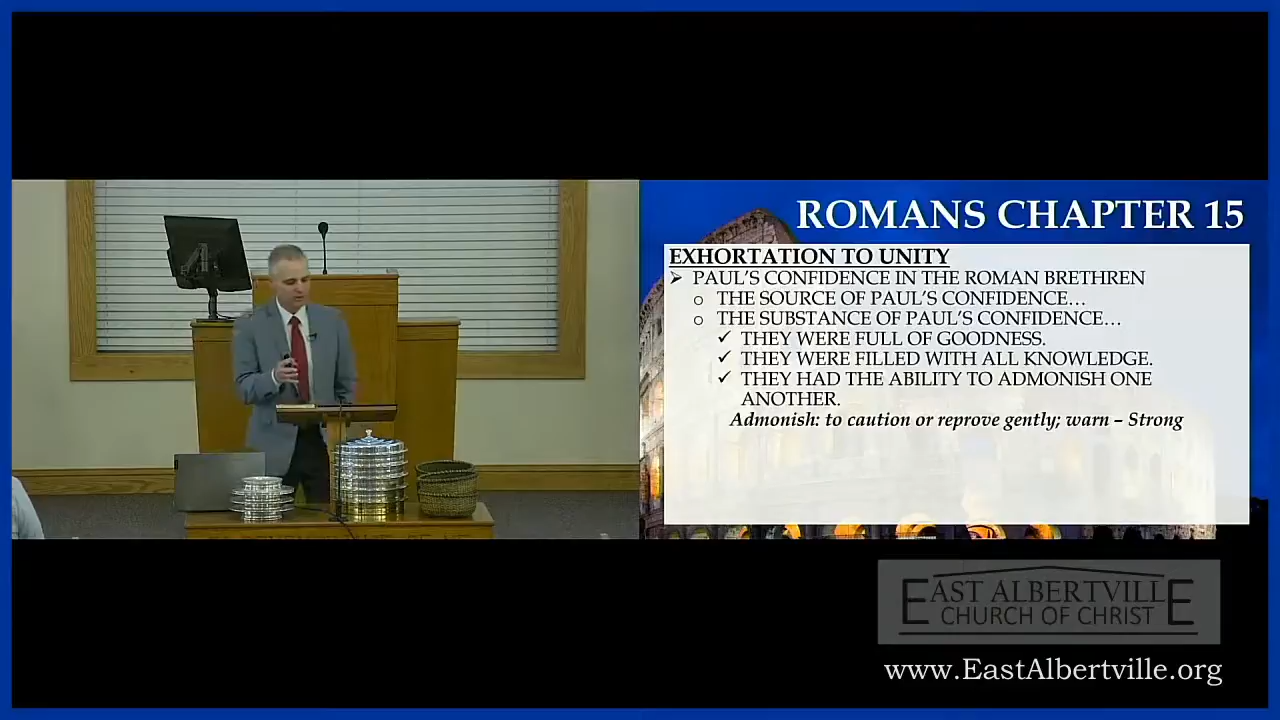 ROMANS CHAPTER 15
EXHORTATION TO UNITY
➢ PAUL'S CONFIDENCE IN THE ROMAN BRETHREN
o THE SOURCE OF PAUL'S CONFIDENCE…
o THE SUBSTANCE OF PAUL'S CONFIDENCE…
✓ THEY WERE FULL OF GOODNESS.
✓ THEY WERE FILLED WITH ALL KNOWLEDGE.
✓ THEY HAD THE ABILITY TO ADMONISH ONE
ANOTHER.
Admonish: to caution or reprove gently; warn – Strong
EAST ALBERTVILLE
CHURCH OF CHRIST
www.EastAlbertville.org